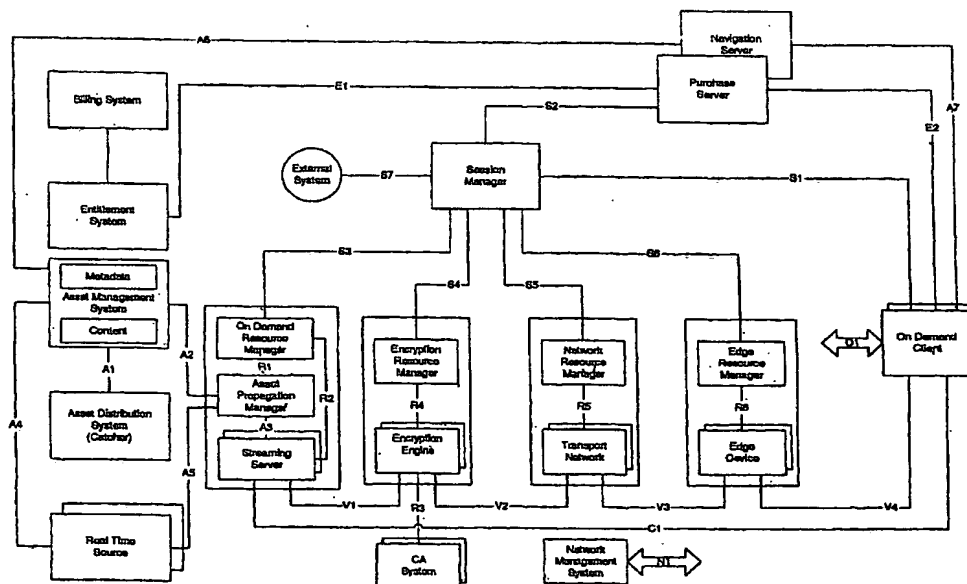 A6
Navigation
Server
Purchase
Server
E1
S2
A7
E2
Billing System
External
System
S7
Session
Manager
S1
Entitlement
System
S3
S4
S5
S6
Metadata
Asset Management
System
Content
A1
A2
A4
A5
Asset Distribution
System
(Catcher)
Real Time
Source
On Demand
Resource
Manager
R1
R2
Asset
Propagation
Manager
A3
Streaming
Server
Encryption
Resource
Manager
R4
Encryption
Engine
Network
Resource
Manager
R5
Transport
Network
Edge
Resource
Manager
R6
Edge
Device
On Demand
Client
V1
R3
V2
V3
V4
C1
CA
System
Network
Management
System
N1